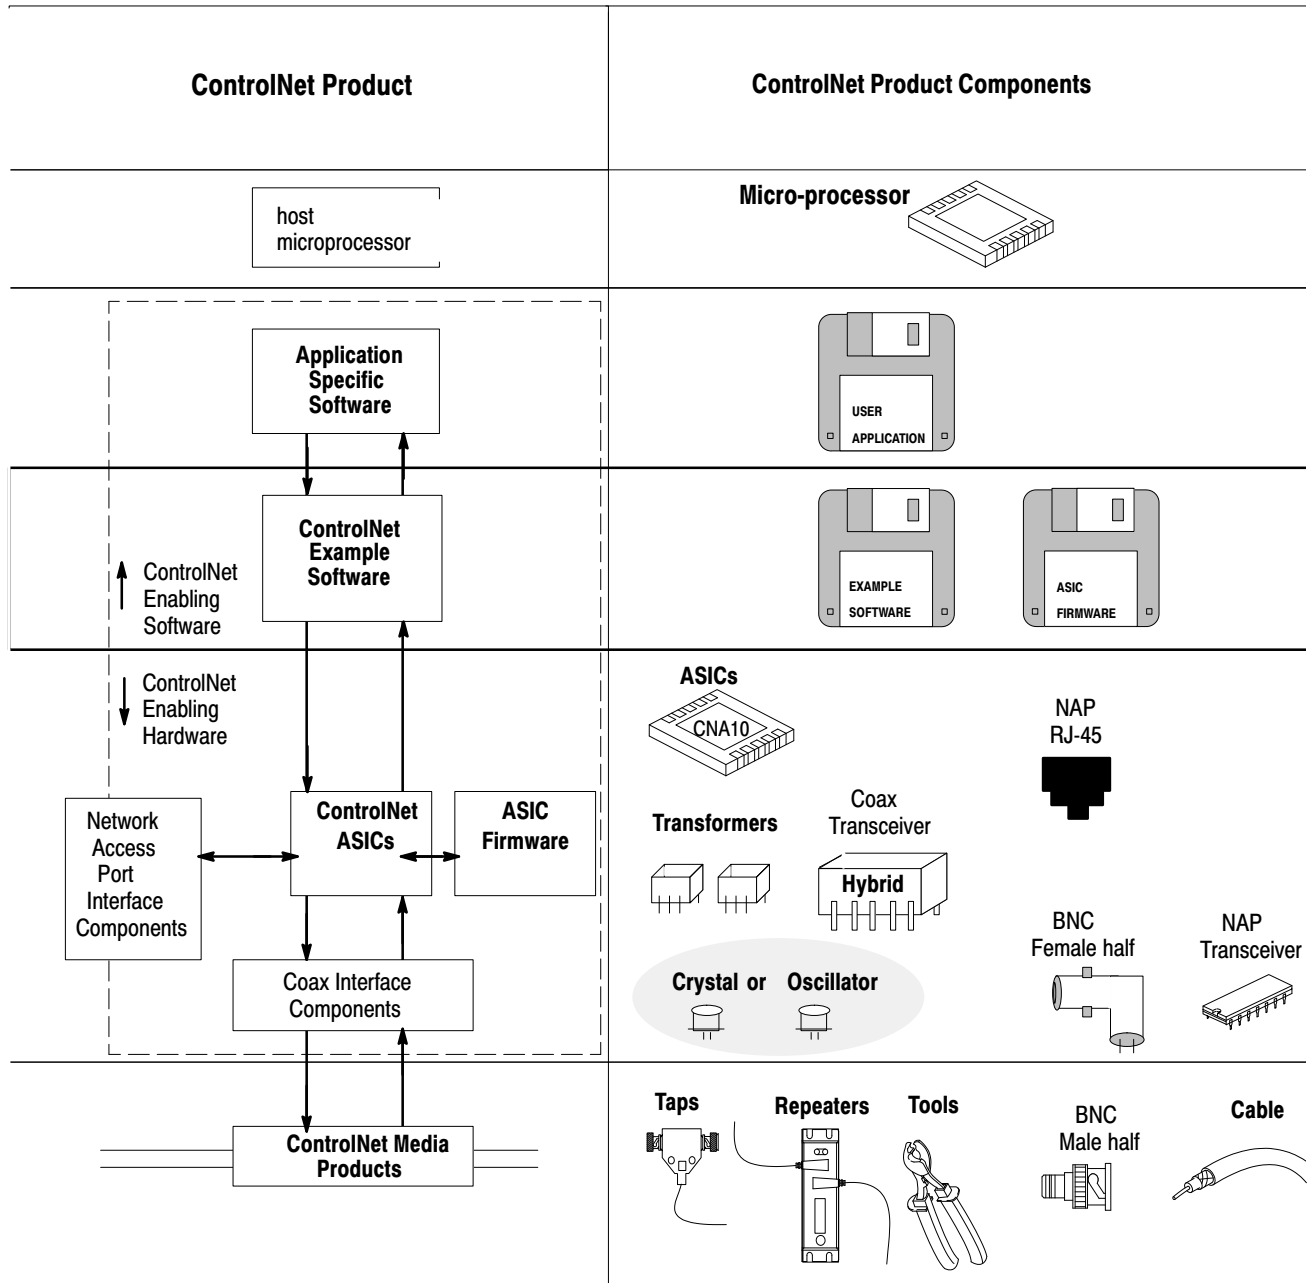 ControlNet Product
ControlNet Product Components
host
microprocessor
Micro-processor
Application
Specific
Software
USER
APPLICATION
ControlNet
Example
Software
ControlNet
Enabling
Software
EXAMPLE
SOFTWARE
ASIC
FIRMWARE
ControlNet
Enabling
Hardware
Network
Access
Port
Interface
Components
ControlNet
ASICs
ASIC
Firmware
Coax Interface
Components
ASICs
CNA10
NAP
RJ-45
Transformers
Coax
Transceiver
Hybrid
BNC
Female half
NAP
Transceiver
Crystal or Oscillator
ControlNet Media
Products
Taps
Repeaters
Tools
BNC
Male half
Cable